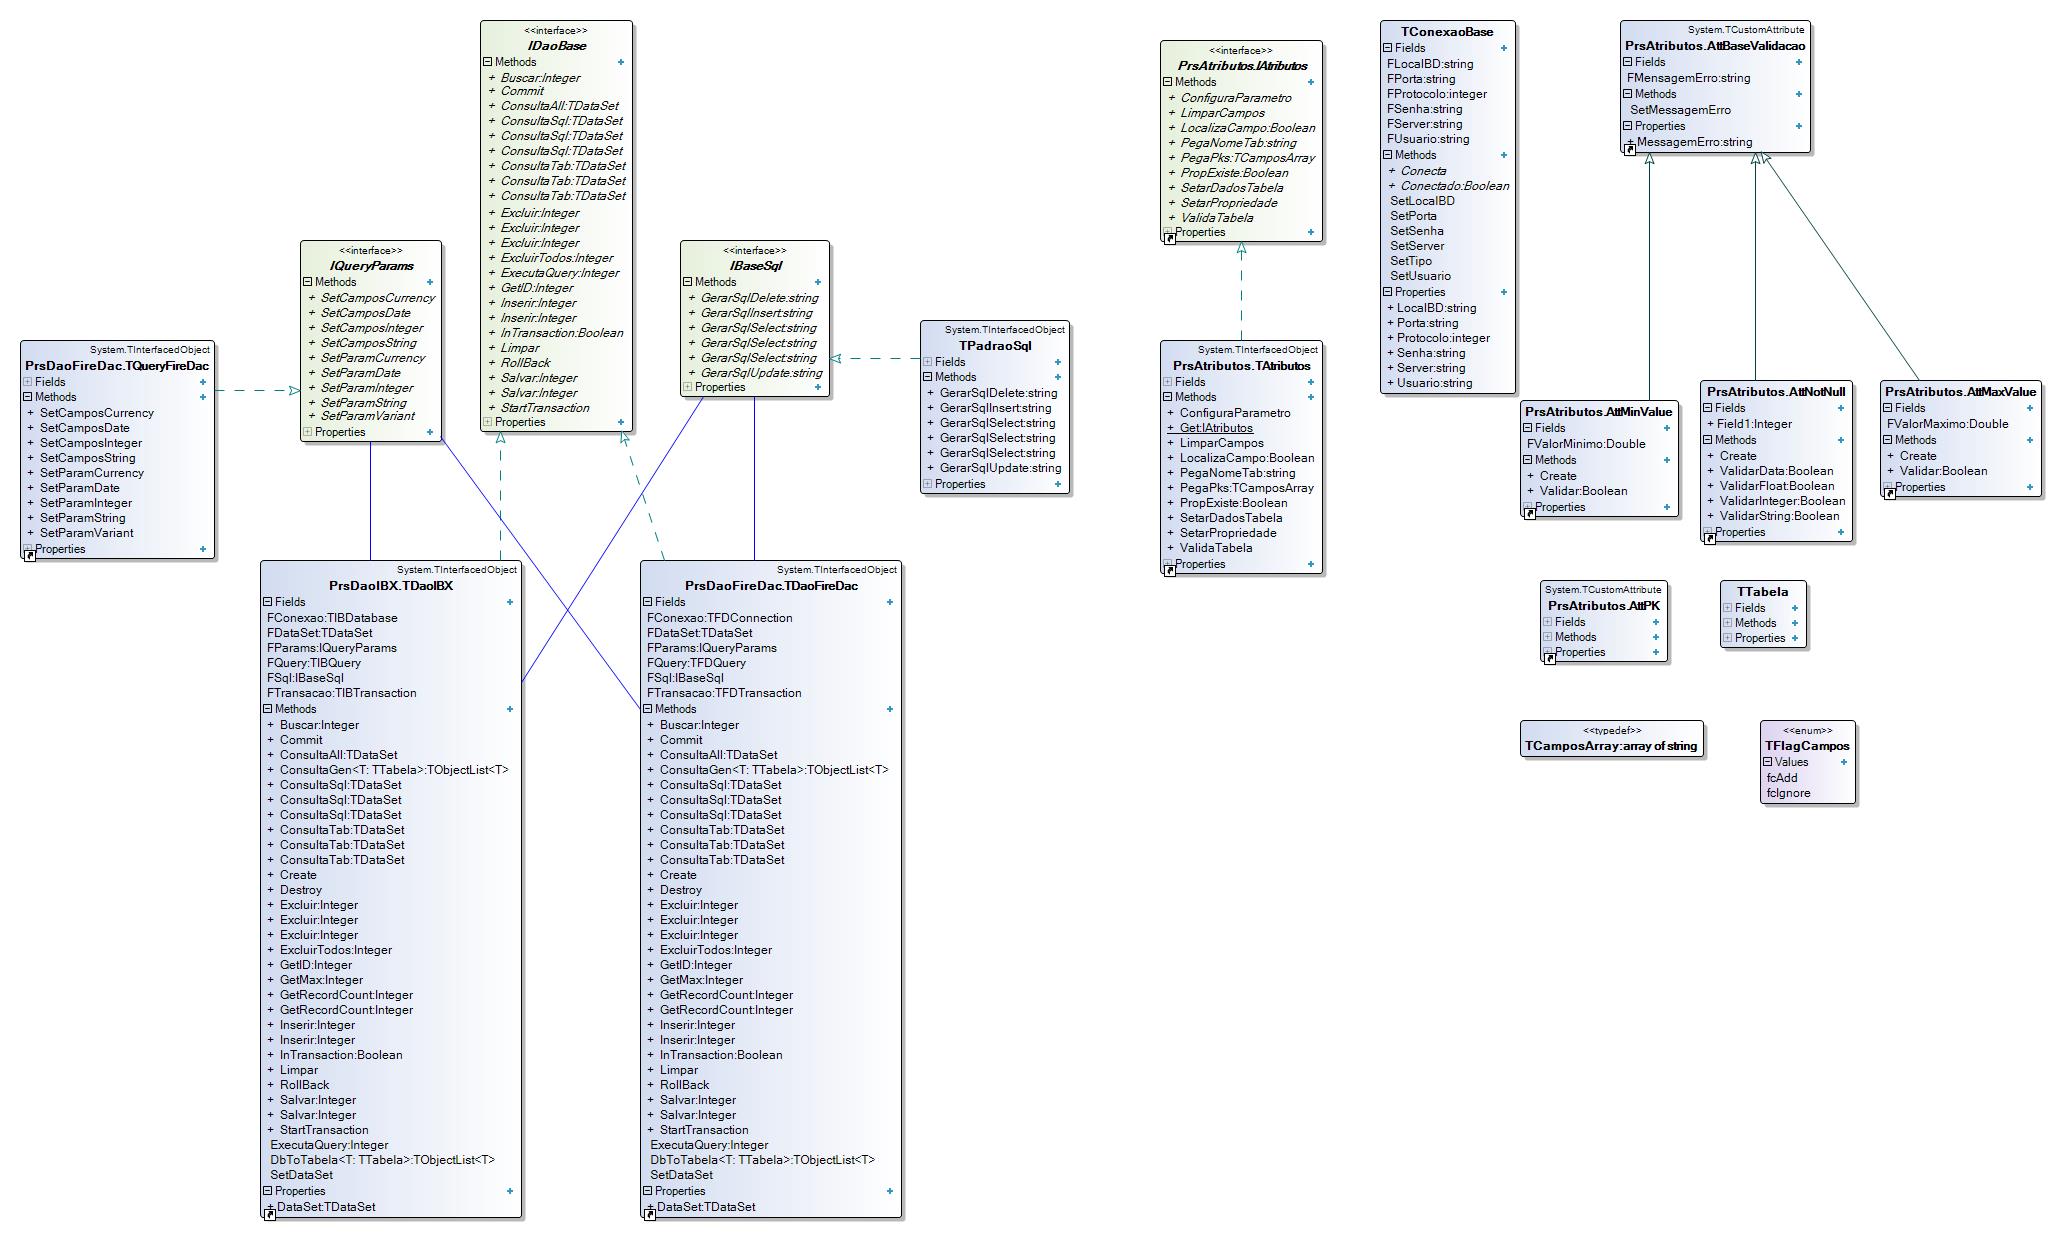 <<interface>>
IDaoBase
Methods
+ Buscar:Integer
+ Commit
+ ConsultaAll:TDataSet
+ ConsultaSql:TDataSet
+ ConsultaSql:TDataSet
+ ConsultaSql:TDataSet
+ ConsultaTab:TDataSet
+ ConsultaTab:TDataSet
+ ConsultaTab:TDataSet
+ Excluir:Integer
+ Excluir:Integer
+ Excluir:Integer
+ ExcluirTodos:Integer
+ ExecutaQuery:Integer
+ GetID:Integer
+ Inserir:Integer
+ Inserir:Integer
+ InTransaction:Boolean
+ Limpar
+ RollBack
+ Salvar:Integer
+ Salvar:Integer
+ StartTransaction
Properties
<<interface>>
IQueryParams
Methods
+ SetCamposCurrency
+ SetCamposDate
+ SetCamposInteger
+ SetCamposString
+ SetParamCurrency
+ SetParamDate
+ SetParamInteger
+ SetParamString
+ SetParamVariant
Properties
<<interface>>
IBaseSql
Methods
+ GerarSqlDelete:string
+ GerarSqlInsert:string
+ GerarSqlSelect:string
+ GerarSqlSelect:string
+ GerarSqlSelect:string
+ GerarSqlUpdate:string
Properties
System.TInterfacedObject
TPadraoSql
Fields
Methods
+ GerarSqlDelete:string
+ GerarSqlInsert:string
+ GerarSqlSelect:string
+ GerarSqlSelect:string
+ GerarSqlSelect:string
+ GerarSqlUpdate:string
Properties
System.TInterfacedObject
PrsDaoFireDac.TQueryFireDac
Fields
Methods
+ SetCamposCurrency
+ SetCamposDate
+ SetCamposInteger
+ SetCamposString
+ SetParamCurrency
+ SetParamDate
+ SetParamInteger
+ SetParamString
+ SetParamVariant
Properties
System.TInterfacedObject
PrsDaoIBX.TDaoIBX
Fields
FConexao:TIBDatabase
FDataSet:TDataSet
FParams:IQueryParams
FQuery:TIBQuery
FSql:IBaseSql
FTransacao:TIBTransaction
Methods
+ Buscar:Integer
+ Commit
+ ConsultaAll:TDataSet
+ ConsultaGen<T: TTabela>:TObjectList<T>
+ ConsultaSql:TDataSet
+ ConsultaSql:TDataSet
+ ConsultaSql:TDataSet
+ ConsultaTab:TDataSet
+ ConsultaTab:TDataSet
+ ConsultaTab:TDataSet
+ Create
+ Destroy
+ Excluir:Integer
+ Excluir:Integer
+ Excluir:Integer
+ ExcluirTodos:Integer
+ GetID:Integer
+ GetMax:Integer
+ GetRecordCount:Integer
+ GetRecordCount:Integer
+ Inserir:Integer
+ Inserir:Integer
+ InTransaction:Boolean
+ Limpar
+ RollBack
+ Salvar:Integer
+ Salvar:Integer
+ StartTransaction
ExecutaQuery:Integer
DbToTabela<T: TTabela>:TObjectList<T>
SetDataSet
Properties
+ DataSet:TDataSet
System.TInterfacedObject
PrsDaoFireDac.TDaoFireDac
Fields
FConexao:TFDConnection
FDataSet:TDataSet
FParams:IQueryParams
FQuery:TFDQuery
FSql:IBaseSql
FTransacao:TFDTransaction
Methods
+ Buscar:Integer
+ Commit
+ ConsultaAll:TDataSet
+ ConsultaGen<T: TTabela>:TObjectList<T>
+ ConsultaSql:TDataSet
+ ConsultaSql:TDataSet
+ ConsultaSql:TDataSet
+ ConsultaTab:TDataSet
+ ConsultaTab:TDataSet
+ ConsultaTab:TDataSet
+ Create
+ Destroy
+ Excluir:Integer
+ Excluir:Integer
+ Excluir:Integer
+ ExcluirTodos:Integer
+ GetID:Integer
+ GetMax:Integer
+ GetRecordCount:Integer
+ GetRecordCount:Integer
+ Inserir:Integer
+ Inserir:Integer
+ InTransaction:Boolean
+ Limpar
+ RollBack
+ Salvar:Integer
+ Salvar:Integer
+ StartTransaction
ExecutaQuery:Integer
DbToTabela<T: TTabela>:TObjectList<T>
SetDataSet
Properties
+ DataSet:TDataSet
<<interface>>
PrsAtributos.IAtributos
Methods
+ ConfiguraParametro
+ LimparCampos
+ LocalizaCampo:Boolean
+ PegaNomeTab:string
+ PegaPks:TCamposArray
+ PropExiste:Boolean
+ SetarDadosTabela
+ SetarPropriedade
+ ValidaTabela
Properties
System.TInterfacedObject
PrsAtributos.TAtributos
Fields
Methods
+ ConfiguraParametro
+ Get:IAtributos
+ LimparCampos
+ LocalizaCampo:Boolean
+ PegaNomeTab:string
+ PegaPks:TCamposArray
+ PropExiste:Boolean
+ SetarDadosTabela
+ SetarPropriedade
+ ValidaTabela
Properties
TConexaoBase
Fields
FLocalBD:string
FPorta:string
FProtocolo:integer
FSenha:string
FServer:string
FUsuario:string
Methods
+ Conecta
+ Conectado:Boolean
SetLocalBD
SetPorta
SetSenha
SetServer
SetTipo
SetUsuario
Properties
+ LocalBD:string
+ Porta:string
+ Protocolo:integer
+ Senha:string
+ Server:string
+ Usuario:string
System.TCustomAttribute
PrsAtributos.AttBaseValidacao
Fields
FMensagemErro:string
Methods
SetMessagemErro
Properties
+ MessagemErro:string
PrsAtributos.AttMinValue
Fields
FValorMinimo:Double
Methods
+ Create
+ Validar:Boolean
Properties
PrsAtributos.AttNotNull
Fields
+ Field1:Integer
Methods
+ Create
+ ValidarData:Boolean
+ ValidarFloat:Boolean
+ ValidarInteger:Boolean
+ ValidarString:Boolean
Properties
PrsAtributos.AttMaxValue
Fields
FValorMaximo:Double
Methods
+ Create
+ Validar:Boolean
Properties
System.TCustomAttribute
PrsAtributos.AttPK
Fields
Methods
Properties
TTabela
Fields
Methods
Properties
<<typedef>>
TCamposArray:array of string
<<enum>>
TFlagCampos
Values
fcAdd
fcIgnore